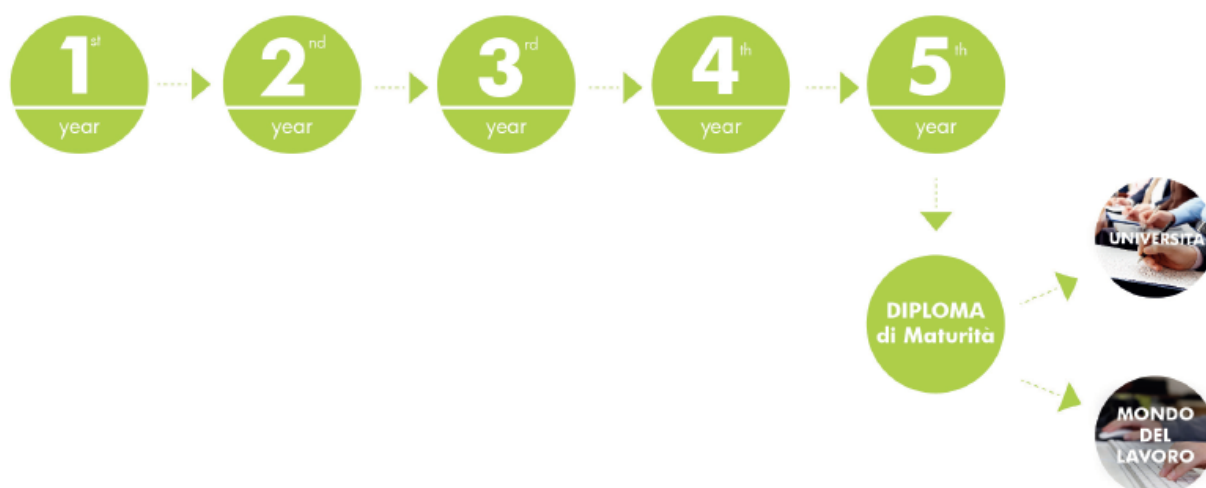 1st
year
2nd
year
3rd
year
4th
year
5th
year
DIPLOMA
di Maturità
UNIVERSITÀ
MONDO
DEL
LAVORO